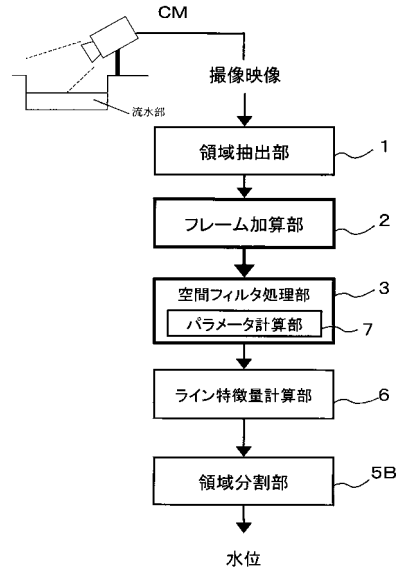 CM
流水部
撮像映像
領域抽出部
1
フレーム加算部
2
空間フィルタ処理部
3
パラメータ計算部
7
ライン特徴量計算部
6
領域分割部
5B
水位